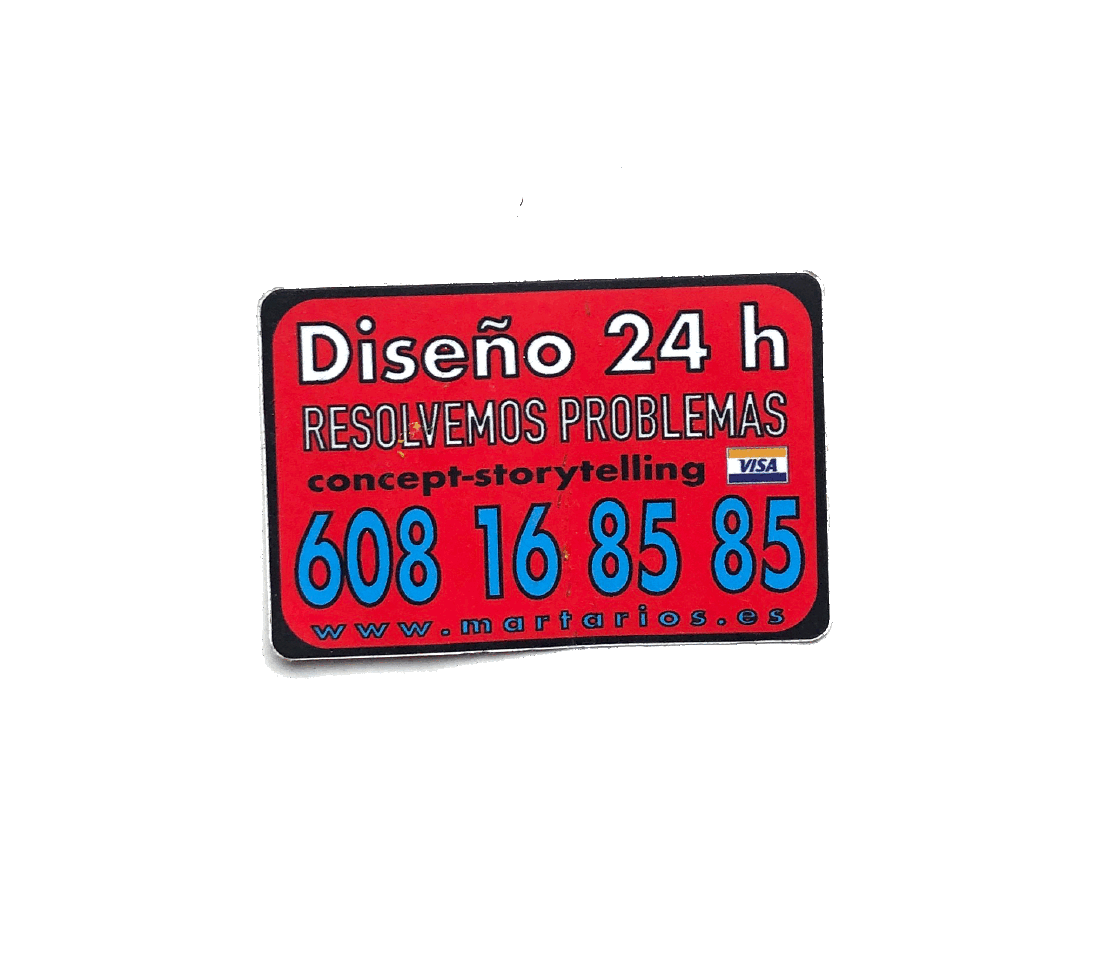 Diseño 24 h
RESOLVEMOS PROBLEMAS
concept-storytelling VISA
608 16 85 85
www.martarios.es